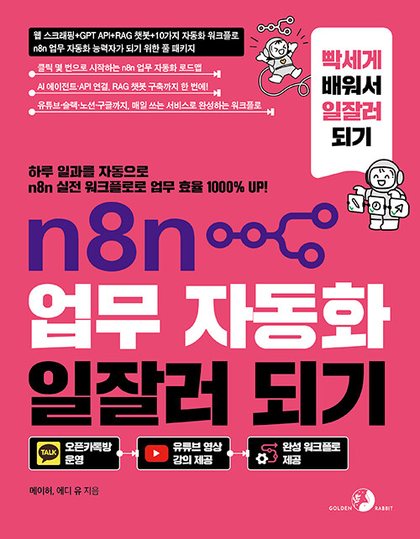 웹 스크래핑+GPT API+RAG 챗봇+10가지 자동화 워크플로
n8n 업무 자동화 능력자가 되기 위한 풀 패키지
클릭 몇 번으로 시작하는 n8n 업무 자동화 로드맵
AI 에이전트·API 연결, RAG 챗봇 구축까지 한 번에!
유튜브·슬랙·노션·구글까지, 매일 쓰는 서비스로 완성하는 워크플로
빡세게
배워서
일잘러
되기
하루 일과를 자동으로
n8n 실전 워크플로로 업무 효율 1000% UP!
n8n
업무 자동화
일잘러 되기
TALK
오픈카톡방
운영
유튜브 영상
강의 제공
완성 워크플로
제공
메이허, 에디 유 지음
GOLDEN RABBIT